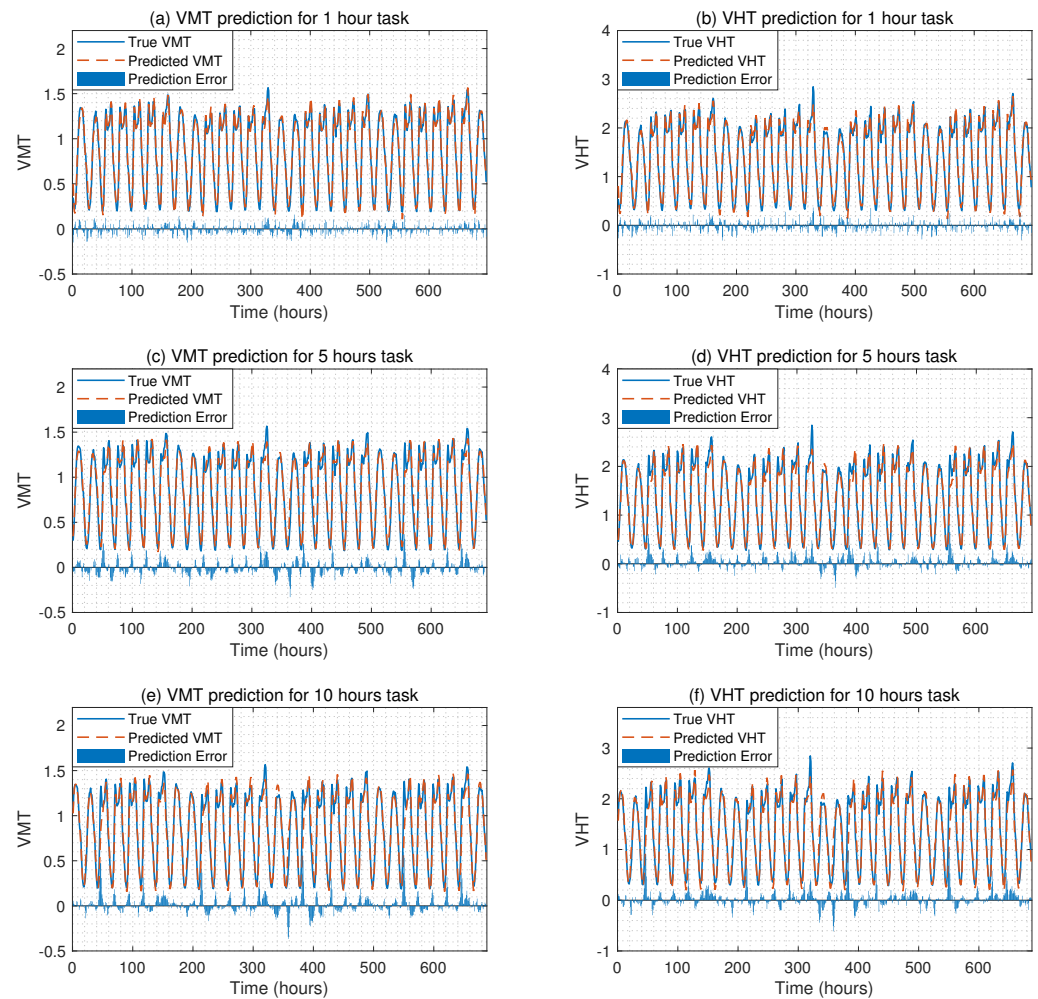 (a) VMT prediction for 1 hour task
True VMT
Predicted VMT
Prediction Error
2
1.5
1
0.5
0
-0.5
VMT
0 100 200 300 400 500 600
Time (hours)
(b) VHT prediction for 1 hour task
True VHT
Predicted VHT
Prediction Error
4
3
2
1
0
-1
VHT
0 100 200 300 400 500 600
Time (hours)
(c) VMT prediction for 5 hours task
True VMT
Predicted VMT
Prediction Error
2
1.5
1
0.5
0
-0.5
VMT
0 100 200 300 400 500 600
Time (hours)
(d) VHT prediction for 5 hours task
True VHT
Predicted VHT
Prediction Error
4
3
2
1
0
-1
VHT
0 100 200 300 400 500 600
Time (hours)
(e) VMT prediction for 10 hours task
True VMT
Predicted VMT
Prediction Error
2
1.5
1
0.5
0
-0.5
VMT
0 100 200 300 400 500 600
Time (hours)
(f) VHT prediction for 10 hours task
True VHT
Predicted VHT
Prediction Error
3
2
1
0
-1
VHT
0 100 200 300 400 500 600
Time (hours)